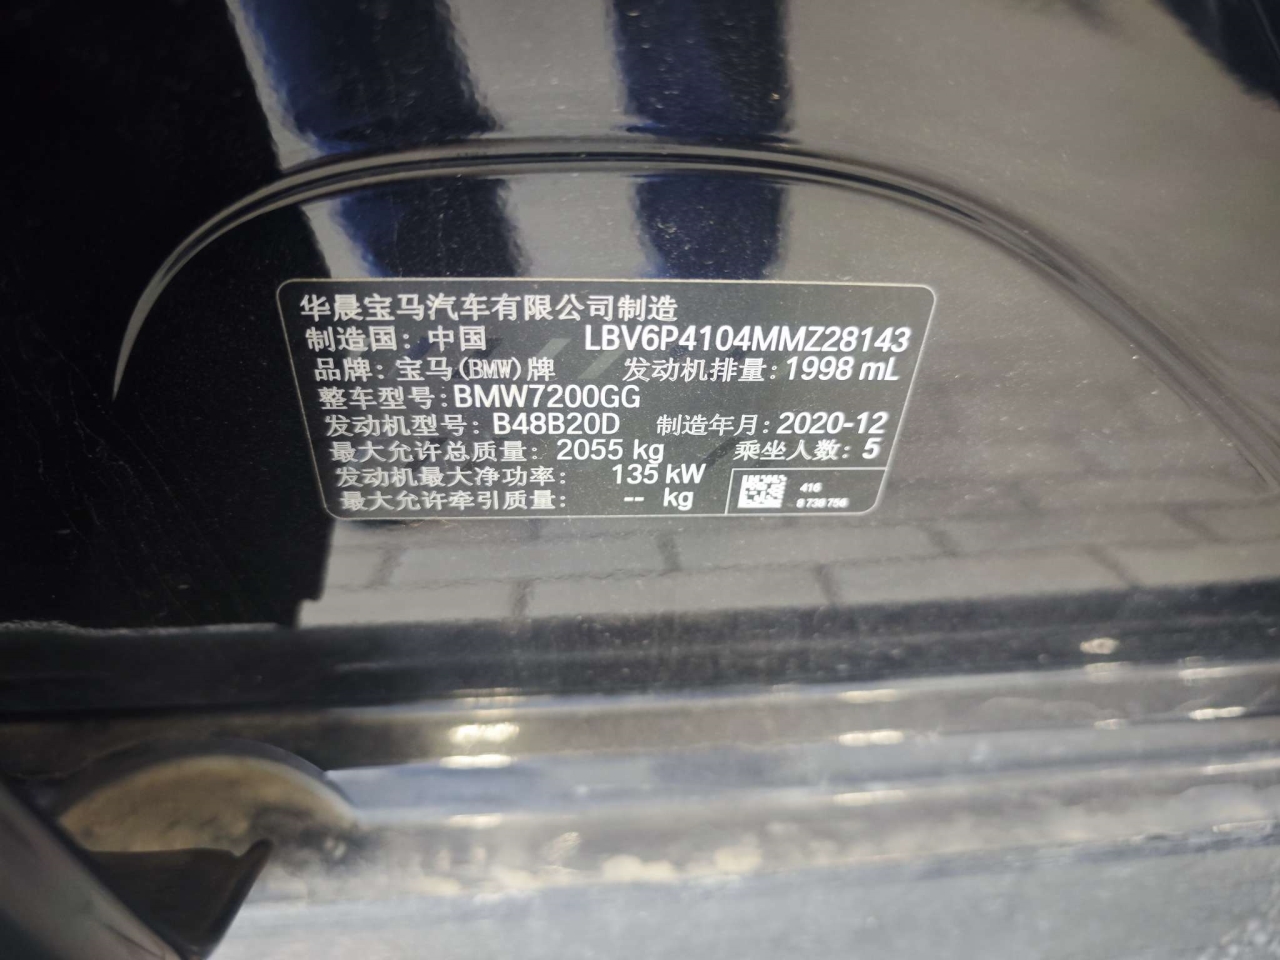 华晨宝马汽车有限公司制造
制造国：中国 LBV6P4104MMZ28143
品牌：宝马(BMW)牌 发动机排量：1998 mL
整车型号：BMW7200GG
发动机型号：B48B20D 制造年月：2020-12
最大允许总质量：2055 kg 乘坐人数：5
发动机最大净功率：135 kW
最大允许牵引质量：-- kg
416
8 738 756